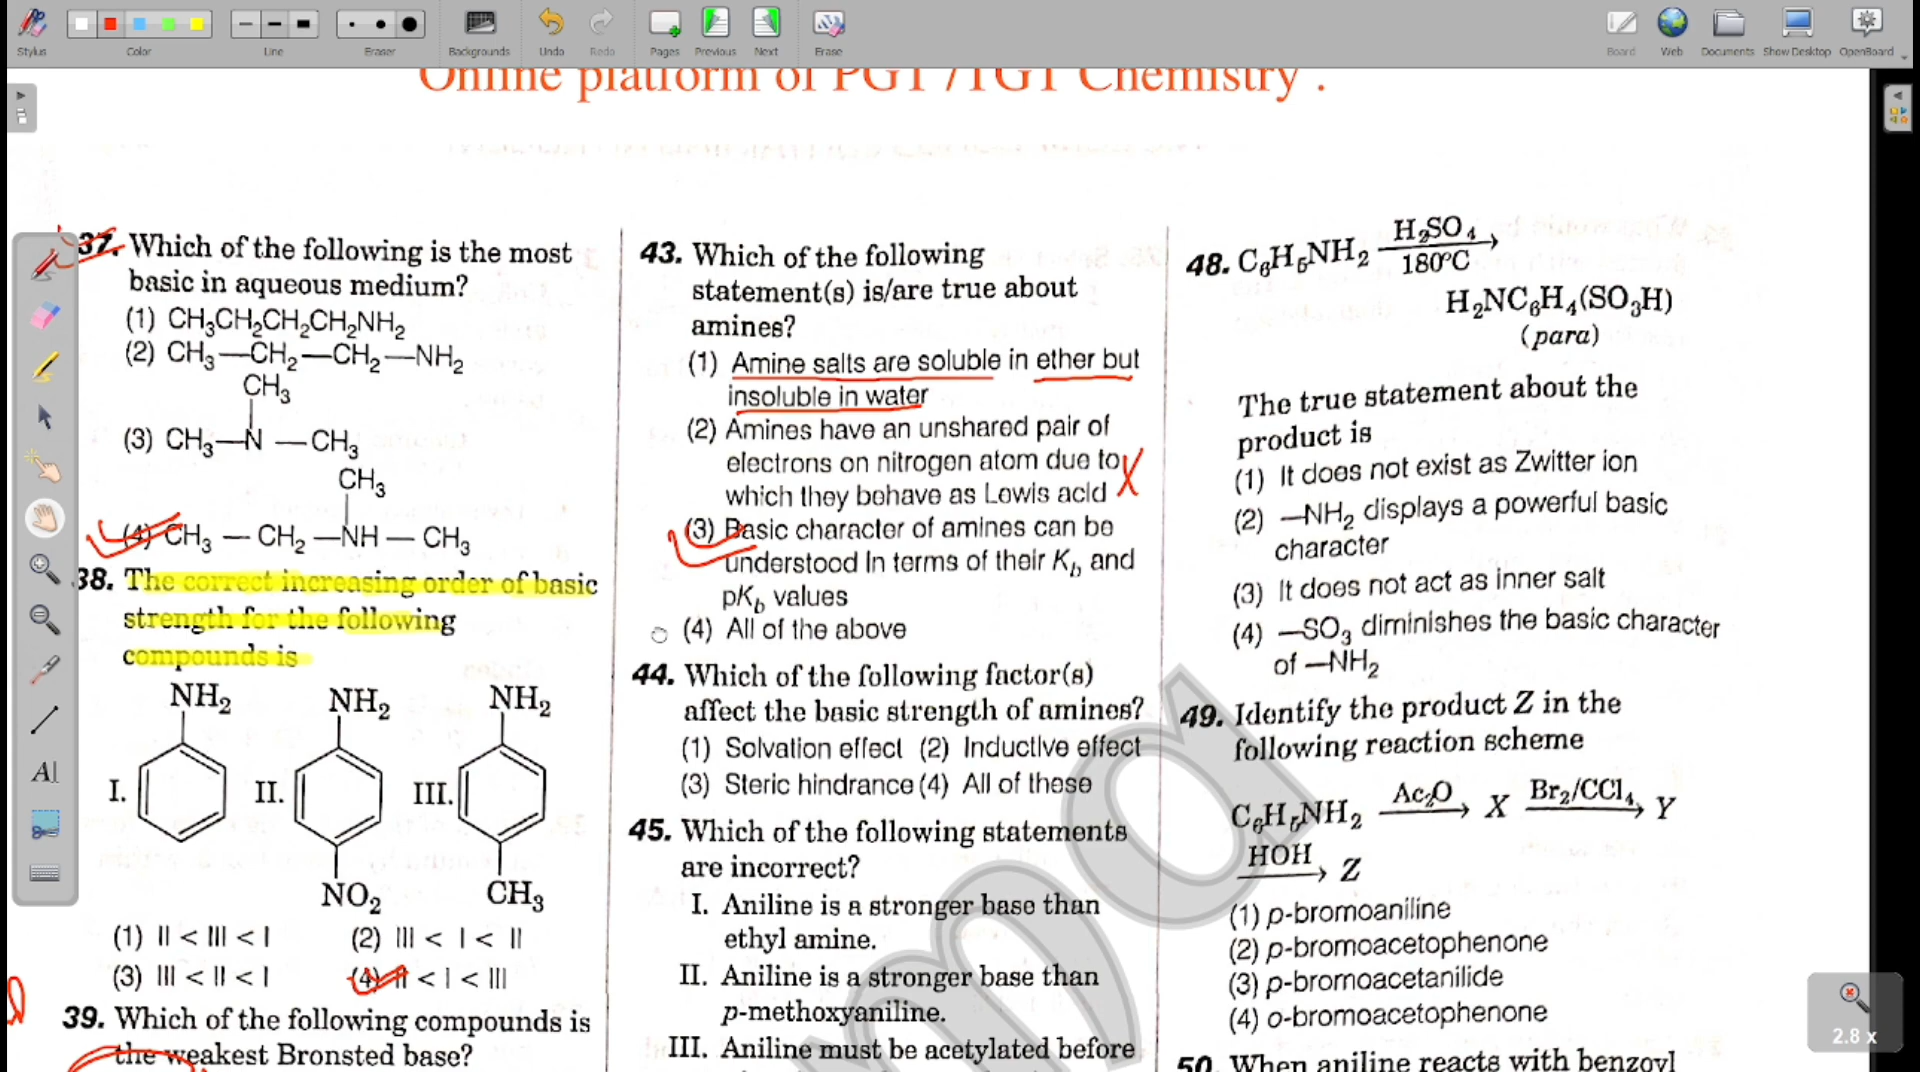 Stylus
Color
Line
Eraser
Backgrounds
Undo
Redo
Pages
Previous
Next
Erase
Board
Web
Documents
Show Desktop
OpenBoard
Online platform of PGT /TGT Chemistry .
37. Which of the following is the most
basic in aqueous medium?
(1) CH₃CH₂CH₂CH₂NH₂
(2) CH₃—CH₂—CH₂—NH₂
CH₃
(3) CH₃—N —CH₃
CH₃
(4) CH₃ — CH₂ —NH — CH₃
38. The correct increasing order of basic
strength for the following
compounds is
NH₂ NH₂ NH₂
I. II. III.
NO₂ CH₃
(1) II < III < I (2) III < I < II
(3) III < II < I (4) II < I < III
39. Which of the following compounds is
the weakest Bronsted base?
43. Which of the following
statement(s) is/are true about
amines?
(1) Amine salts are soluble in ether but
insoluble in water
(2) Amines have an unshared pair of
electrons on nitrogen atom due to
which they behave as Lewis acid
(3) Basic character of amines can be
understood In terms of their K_b and
pK_b values
(4) All of the above
44. Which of the following factor(s)
affect the basic strength of amines?
(1) Solvation effect (2) Inductive effect
(3) Steric hindrance (4) All of these
45. Which of the following statements
are incorrect?
I. Aniline is a stronger base than
ethyl amine.
II. Aniline is a stronger base than
p-methoxyaniline.
III. Aniline must be acetylated before
48. C₆H₅NH₂ H₂SO₄ 180°C →
H₂NC₆H₄(SO₃H)
(para)
The true statement about the
product is
(1) It does not exist as Zwitter ion
(2) —NH₂ displays a powerful basic
character
(3) It does not act as inner salt
(4) —SO₃ diminishes the basic character
of —NH₂
49. Identify the product Z in the
following reaction scheme
C₆H₅NH₂ Ac₂O → X Br₂/CCl₄ → Y
HOH → Z
(1) p-bromoaniline
(2) p-bromoacetophenone
(3) p-bromoacetanilide
(4) o-bromoacetophenone
50. When aniline reacts with benzoyl
2.8 x